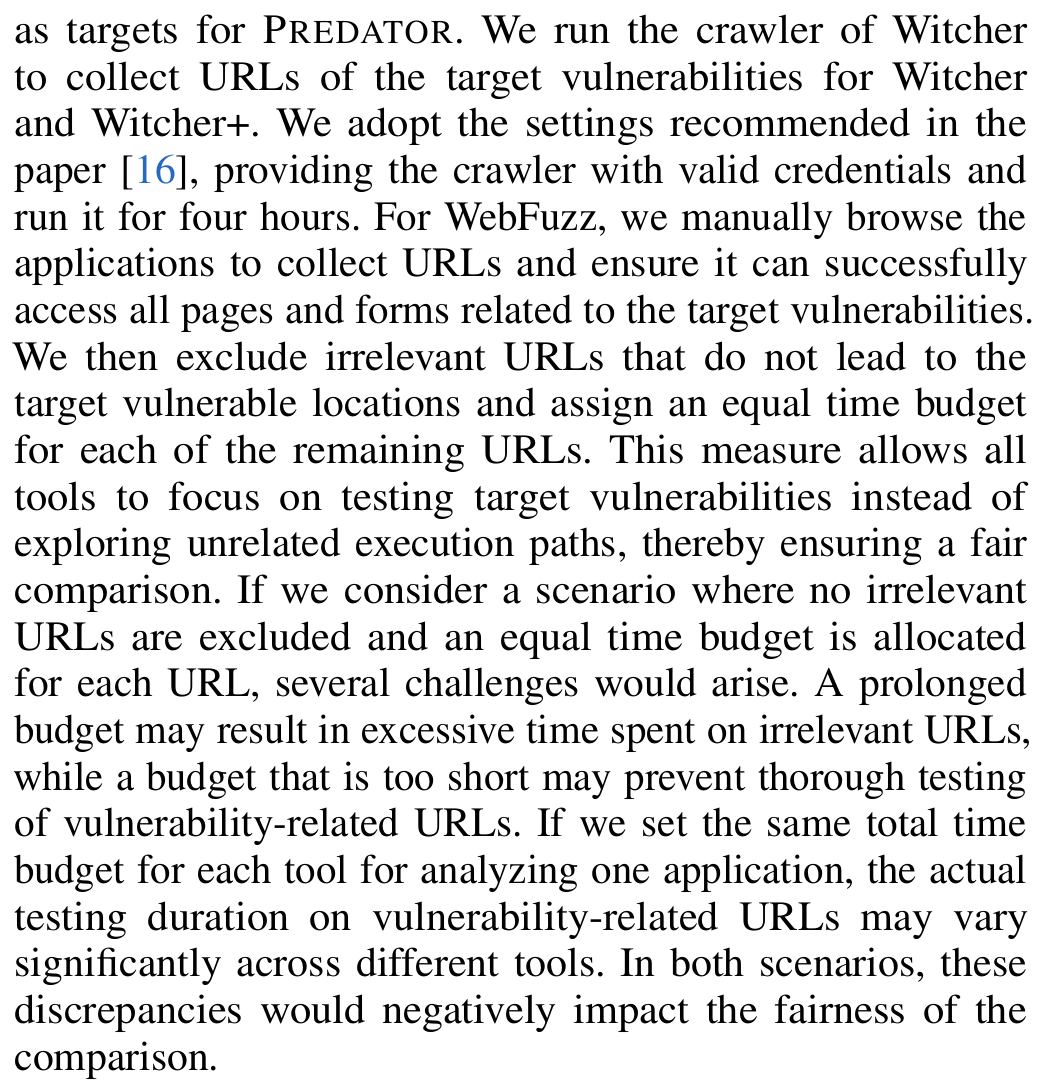 as targets for PREDATOR. We run the crawler of Witcher
to collect URLs of the target vulnerabilities for Witcher
and Witcher+. We adopt the settings recommended in the
paper [16], providing the crawler with valid credentials and
run it for four hours. For WebFuzz, we manually browse the
applications to collect URLs and ensure it can successfully
access all pages and forms related to the target vulnerabilities.
We then exclude irrelevant URLs that do not lead to the
target vulnerable locations and assign an equal time budget
for each of the remaining URLs. This measure allows all
tools to focus on testing target vulnerabilities instead of
exploring unrelated execution paths, thereby ensuring a fair
comparison. If we consider a scenario where no irrelevant
URLs are excluded and an equal time budget is allocated
for each URL, several challenges would arise. A prolonged
budget may result in excessive time spent on irrelevant URLs,
while a budget that is too short may prevent thorough testing
of vulnerability-related URLs. If we set the same total time
budget for each tool for analyzing one application, the actual
testing duration on vulnerability-related URLs may vary
significantly across different tools. In both scenarios, these
discrepancies would negatively impact the fairness of the
comparison.